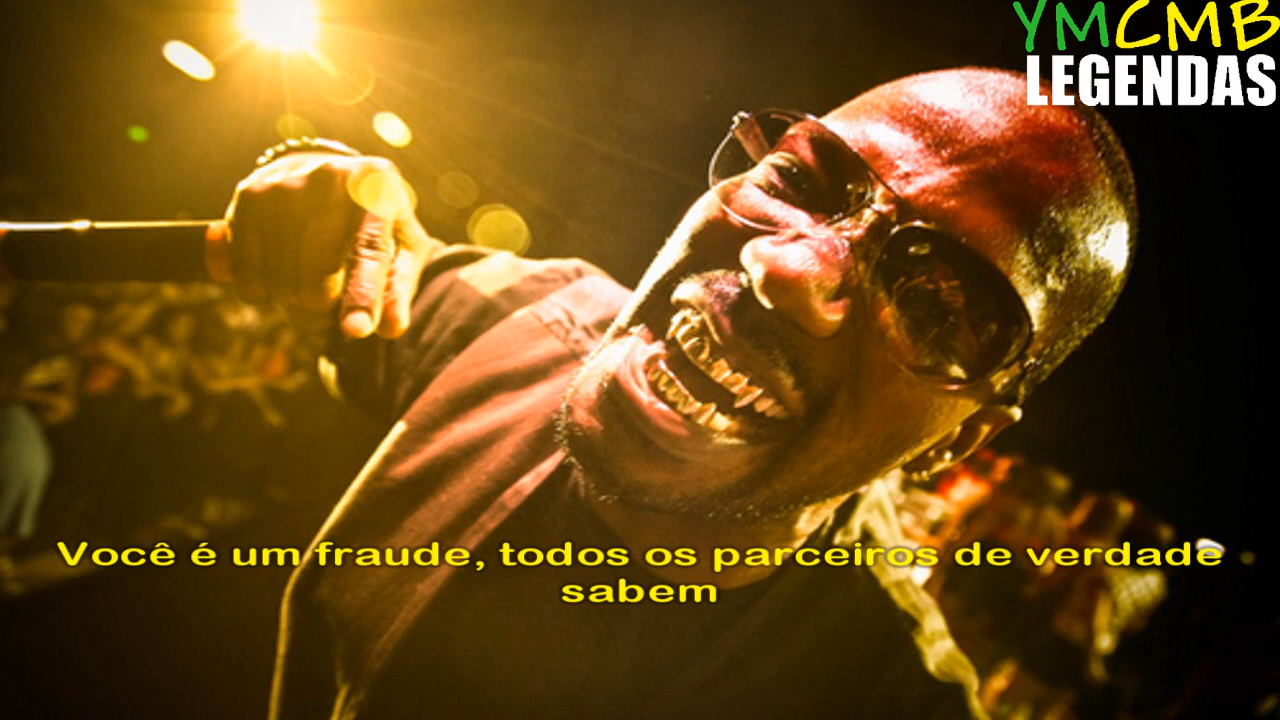 YMCMB
LEGENDAS
Você é um fraude, todos os parceiros de verdade
sabem